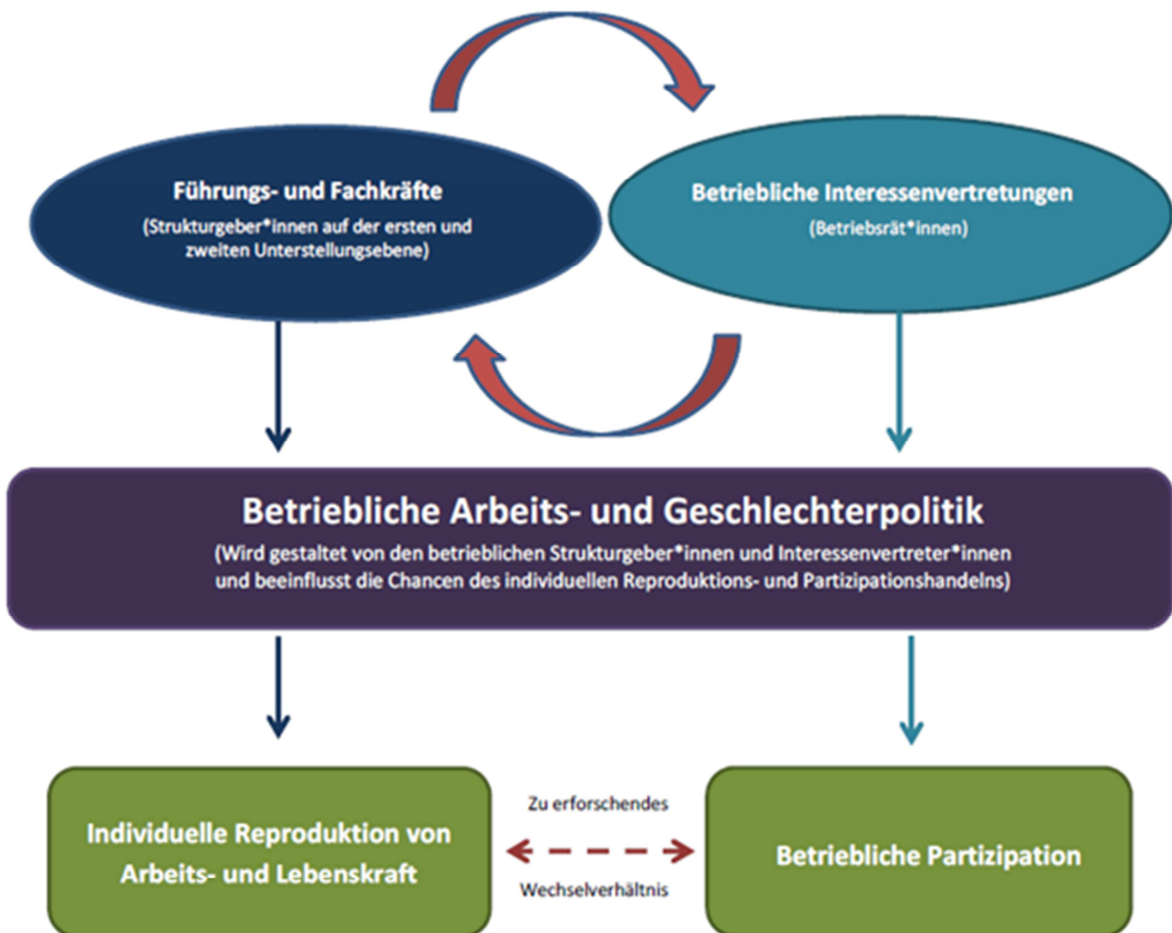 Führungs- und Fachkräfte
(Strukturgeber*innen auf der ersten und
zweiten Unterstellungsebene)
Betriebliche Interessenvertretungen
(Betriebsrät*innen)
Betriebliche Arbeits- und Geschlechterpolitik
(Wird gestaltet von den betrieblichen Strukturgeber*innen und Interessenvertreter*innen
und beeinflusst die Chancen des individuellen Reproduktions- und Partizipationshandelns)
Individuelle Reproduktion von
Arbeits- und Lebenskraft
Zu erforschendes
Wechselverhältnis
Betriebliche Partizipation